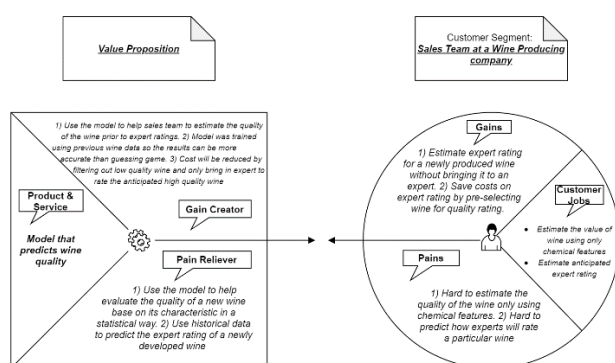 Value Proposition
Customer Segment:
Sales Team at a Wine Producing
company
1) Use the model to help sales team to estimate the quality
of the wine prior to expert ratings. 2) Model was trained
using previous wine data so the results can be more
accurate than guessing game. 3) Cost will be reduced by
filtering out low quality wine and only bring in expert to
rate the anticipated high quality wine
Product &
Service
Gain Creator
Model that
predicts wine
quality
Pain Reliever
1) Use the model to help
evaluate the quality of a new wine
base on its characteristic in a
statistical way. 2) Use historical data
to predict the expert rating of a newly
developed wine
Gains
1) Estimate expert rating
for a newly produced wine
without bringing it to an
expert. 2) Save costs on
expert rating by pre-selecting
wine for quality rating.
Customer
Jobs
Estimate the value of
wine using only
chemical features
Estimate anticipated
expert rating
Pains
1) Hard to estimate the
quality of the wine only using
chemical features. 2) Hard to
predict how experts will rate
a particular wine